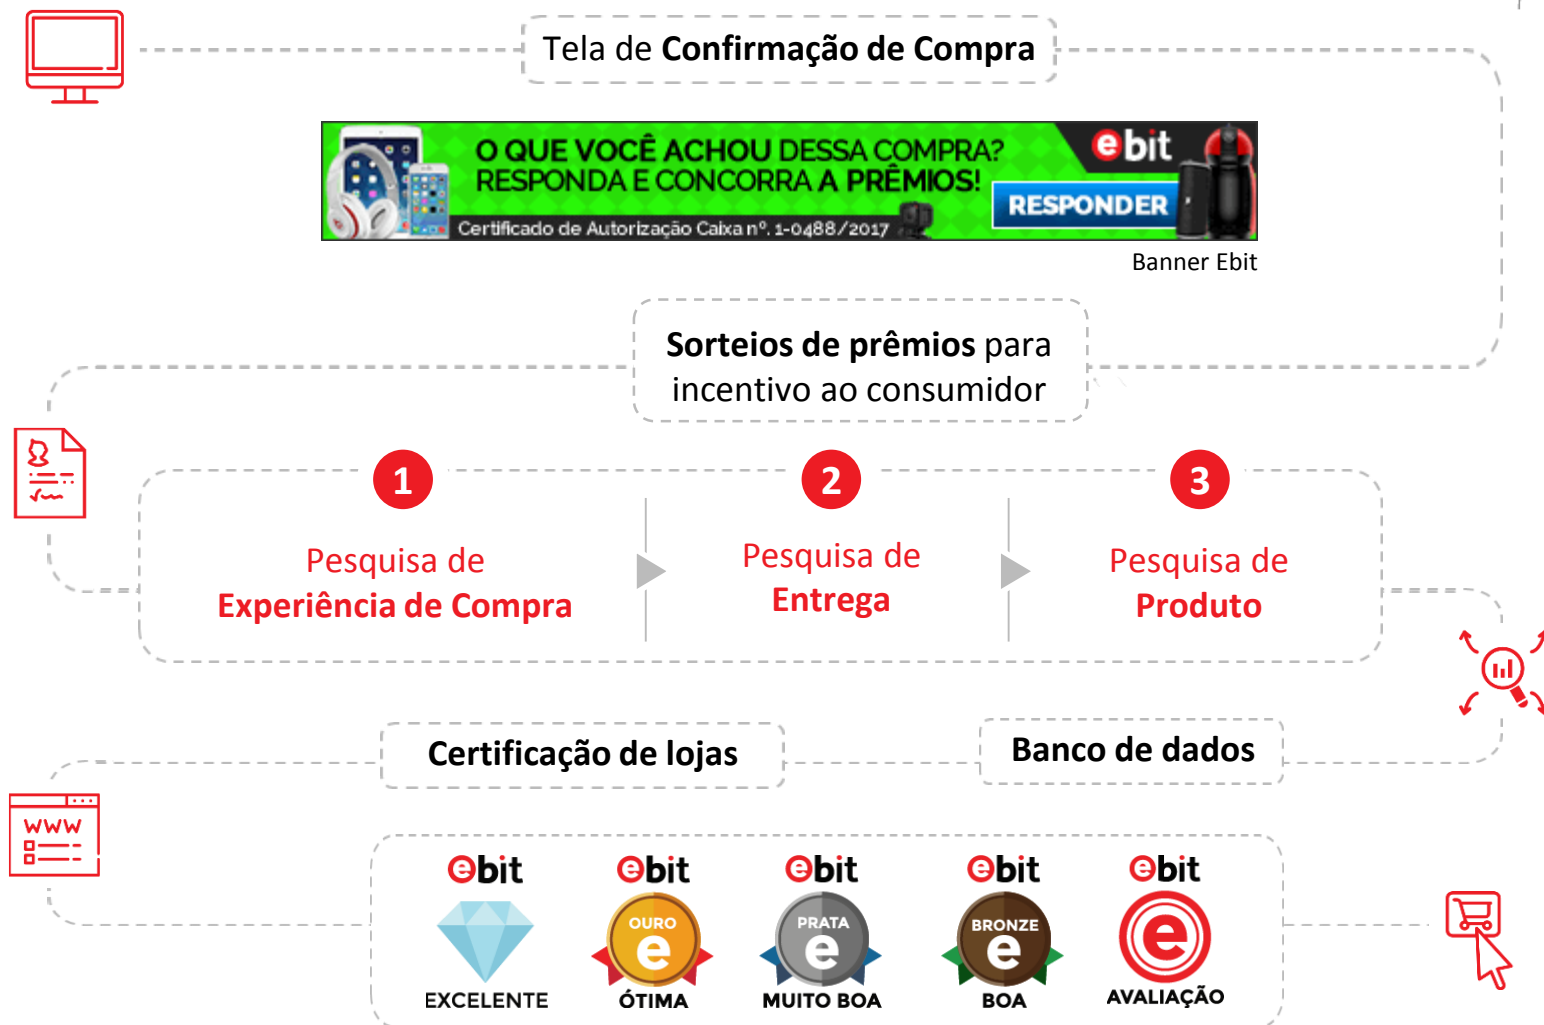 Tela de Confirmação de Compra
O QUE VOCÊ ACHOU DESSA COMPRA?
RESPONDA E CONCORRA A PRÊMIOS!
ebit
RESPONDER
Certificado de Autorização Caixa nº. 1-0488/2017
Banner Ebit
Sorteios de prêmios para
incentivo ao consumidor
1
2
3
Pesquisa de
Experiência de Compra
Pesquisa de
Entrega
Pesquisa de
Produto
Certificação de lojas
Banco de dados
WWW
ebit
ebit
ebit
ebit
ebit
OURO
e
PRATA
e
BRONZE
e
e
EXCELENTE
ÓTIMA
MUITO BOA
BOA
AVALIAÇÃO